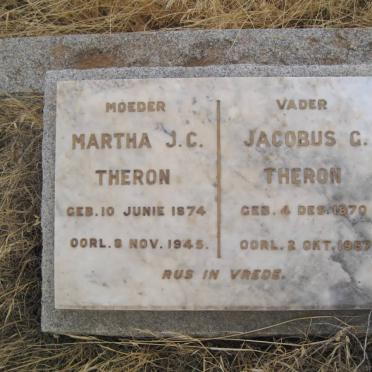 MOEDER
MARTHA J.C.
THERON
GEB. 10 JUNIE 1874
OORL. 8 NOV. 1945.
VADER
JACOBUS G.
THERON
GEB. 4 DES. 1870
OORL. 2 OKT.
RUS IN VREDE.